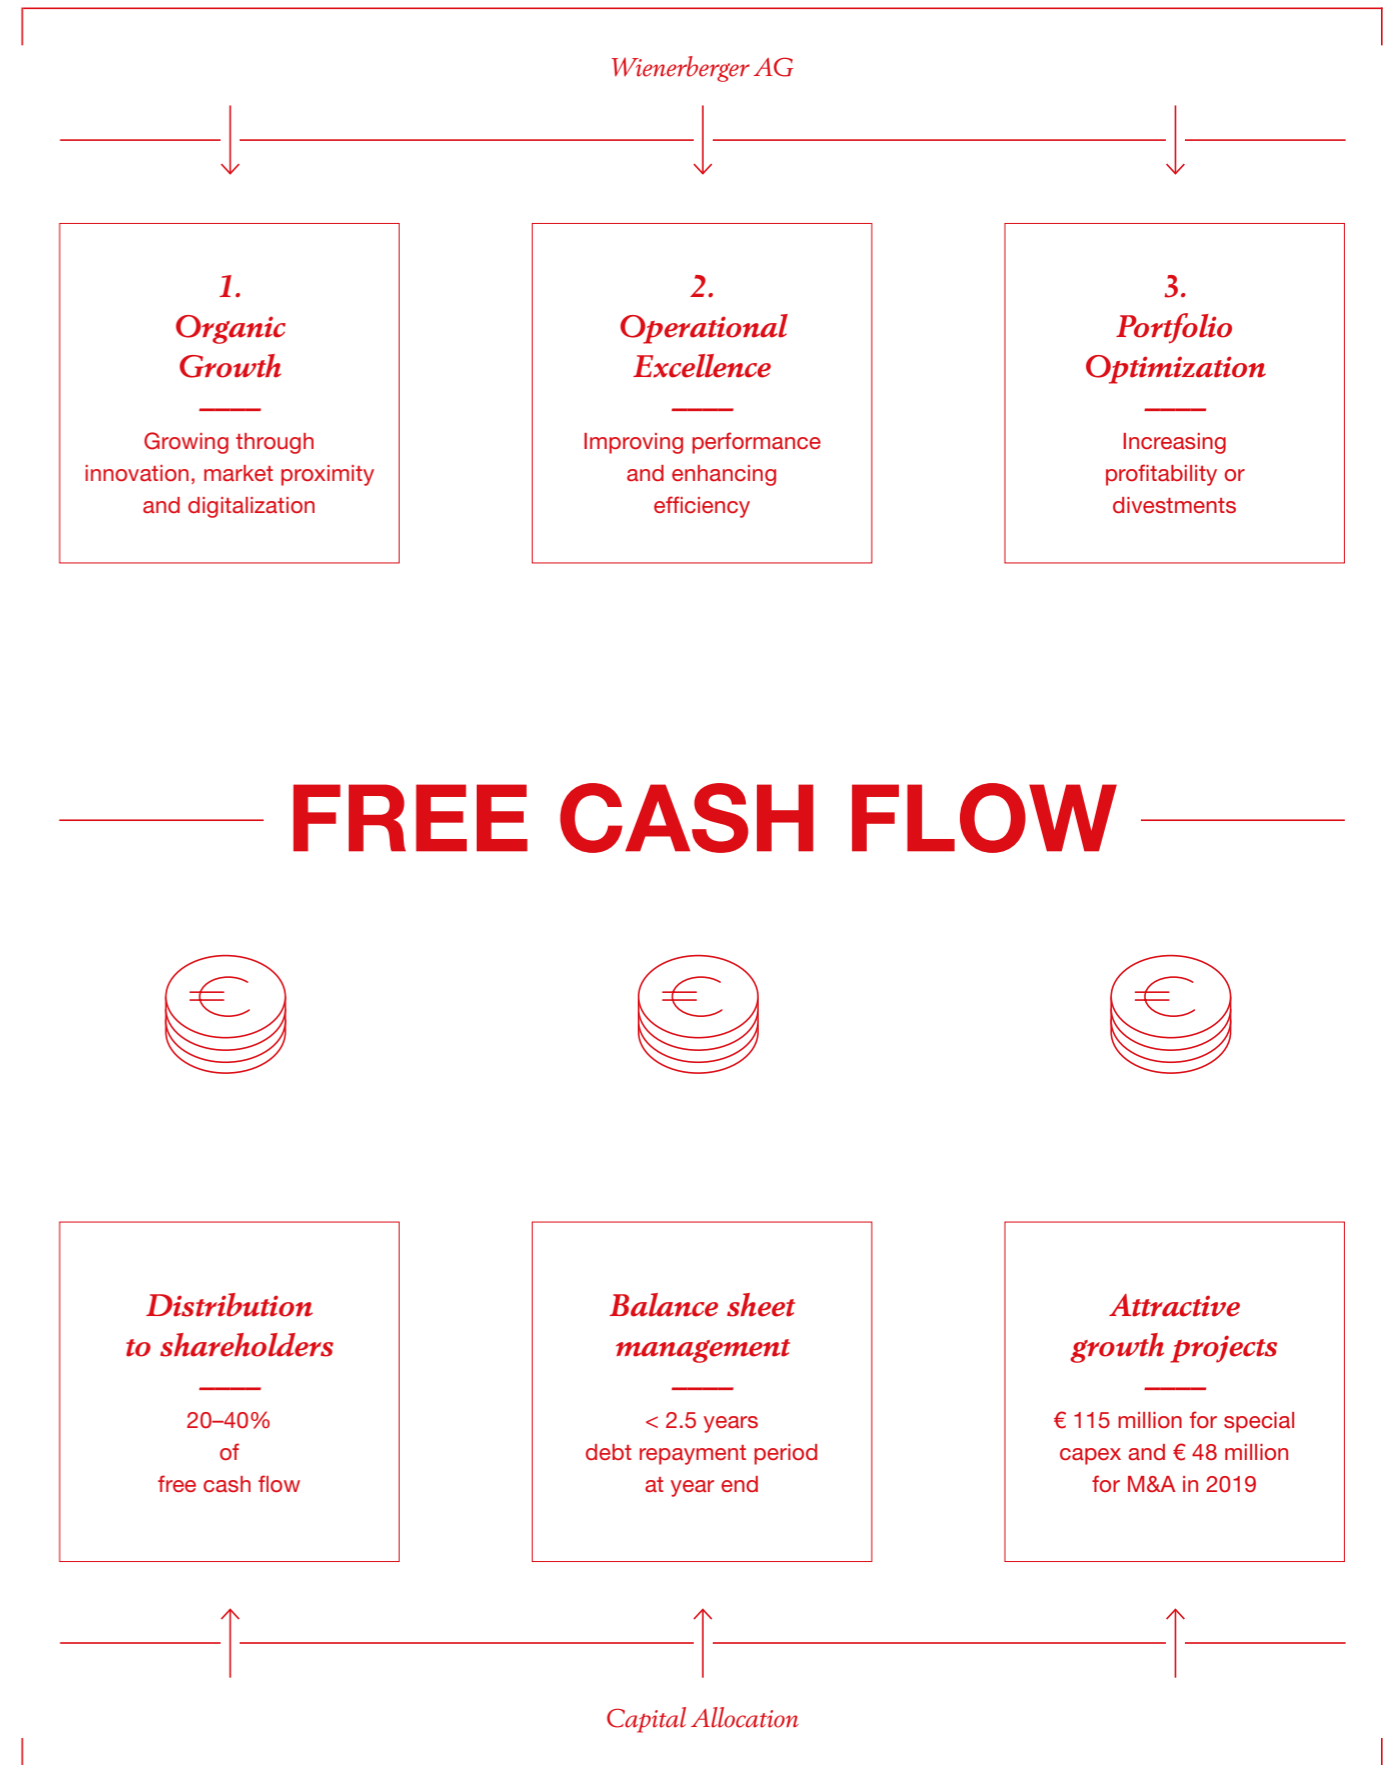 Wienerberger AG
1.
Organic
Growth
Growing through
innovation, market proximity
and digitalization
2.
Operational
Excellence
Improving performance
and enhancing
efficiency
3.
Portfolio
Optimization
Increasing
profitability or
divestments
FREE CASH FLOW
€
€
€
Distribution
to shareholders
20–40%
of
free cash flow
Balance sheet
management
< 2.5 years
debt repayment period
at year end
Attractive
growth projects
€ 115 million for special
capex and € 48 million
for M&A in 2019
Capital Allocation